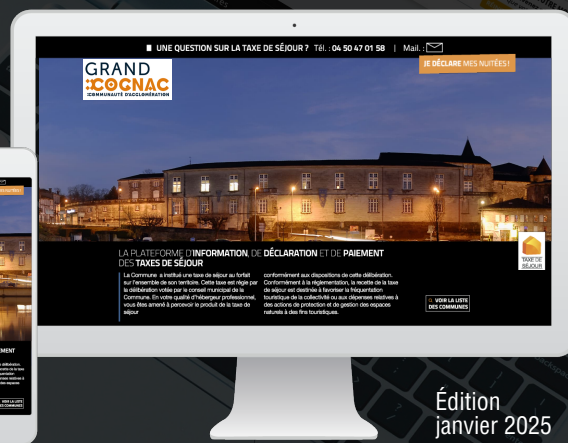 ■ UNE QUESTION SUR LA TAXE DE SÉJOUR ? Tél. : 04 50 47 01 58 | Mail. :
JE DÉCLARE MES NUITÉES !
GRAND
COGNAC
COMMUNAUTÉ D'AGGLOMÉRATION
LA PLATEFORME D'INFORMATION, DE DÉCLARATION ET DE PAIEMENT
DES TAXES DE SÉJOUR
La Commune a institué une taxe de séjour au forfait
sur l'ensemble de son territoire. Cette taxe est régie par
la délibération votée par le conseil municipal de la
Commune. En votre qualité d'hébergeur professionnel,
vous êtes amené à percevoir le produit de la taxe de
séjour
conformément aux dispositions de cette délibération.
Conformément à la réglementation, la recette de la taxe
de séjour est destinée à favoriser la fréquentation
touristique de la collectivité ou aux dépenses relatives à
des actions de protection et de gestion des espaces
naturels à des fins touristiques.
TAXE DE
SÉJOUR
VOIR LA LISTE
DES COMMUNES
EMENT
VOIR LA LISTE
DES COMMUNES
Édition
janvier 2025